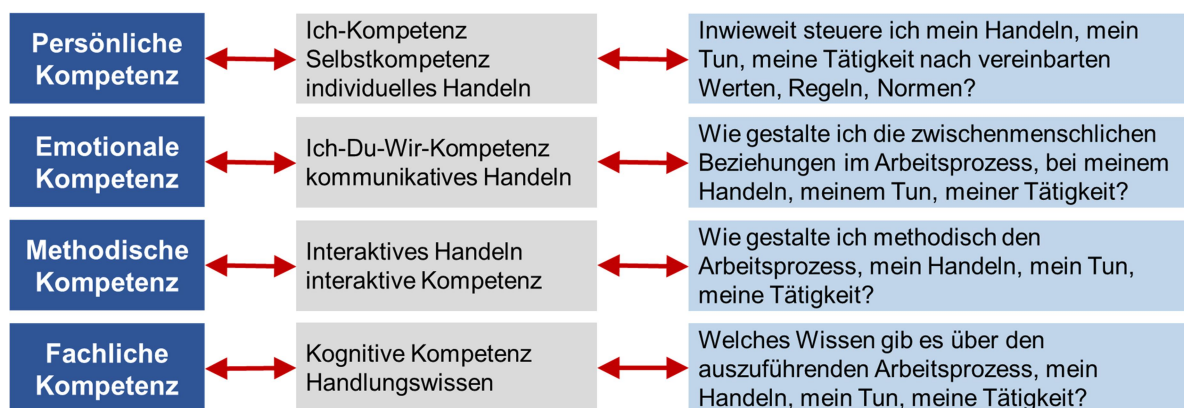 Persönliche
Kompetenz
Ich-Kompetenz
Selbstkompetenz
individuelles Handeln
Inwieweit steuere ich mein Handeln, mein
Tun, meine Tätigkeit nach vereinbarten
Werten, Regeln, Normen?
Emotionale
Kompetenz
Ich-Du-Wir-Kompetenz
kommunikatives Handeln
Wie gestalte ich die zwischenmenschlichen
Beziehungen im Arbeitsprozess, bei meinem
Handeln, meinem Tun, meiner Tätigkeit?
Methodische
Kompetenz
Interaktives Handeln
interaktive Kompetenz
Wie gestalte ich methodisch den
Arbeitsprozess, mein Handeln, mein Tun,
meine Tätigkeit?
Fachliche
Kompetenz
Kognitive Kompetenz
Handlungswissen
Welches Wissen gib es über den
auszuführenden Arbeitsprozess, mein
Handeln, mein Tun, meine Tätigkeit?